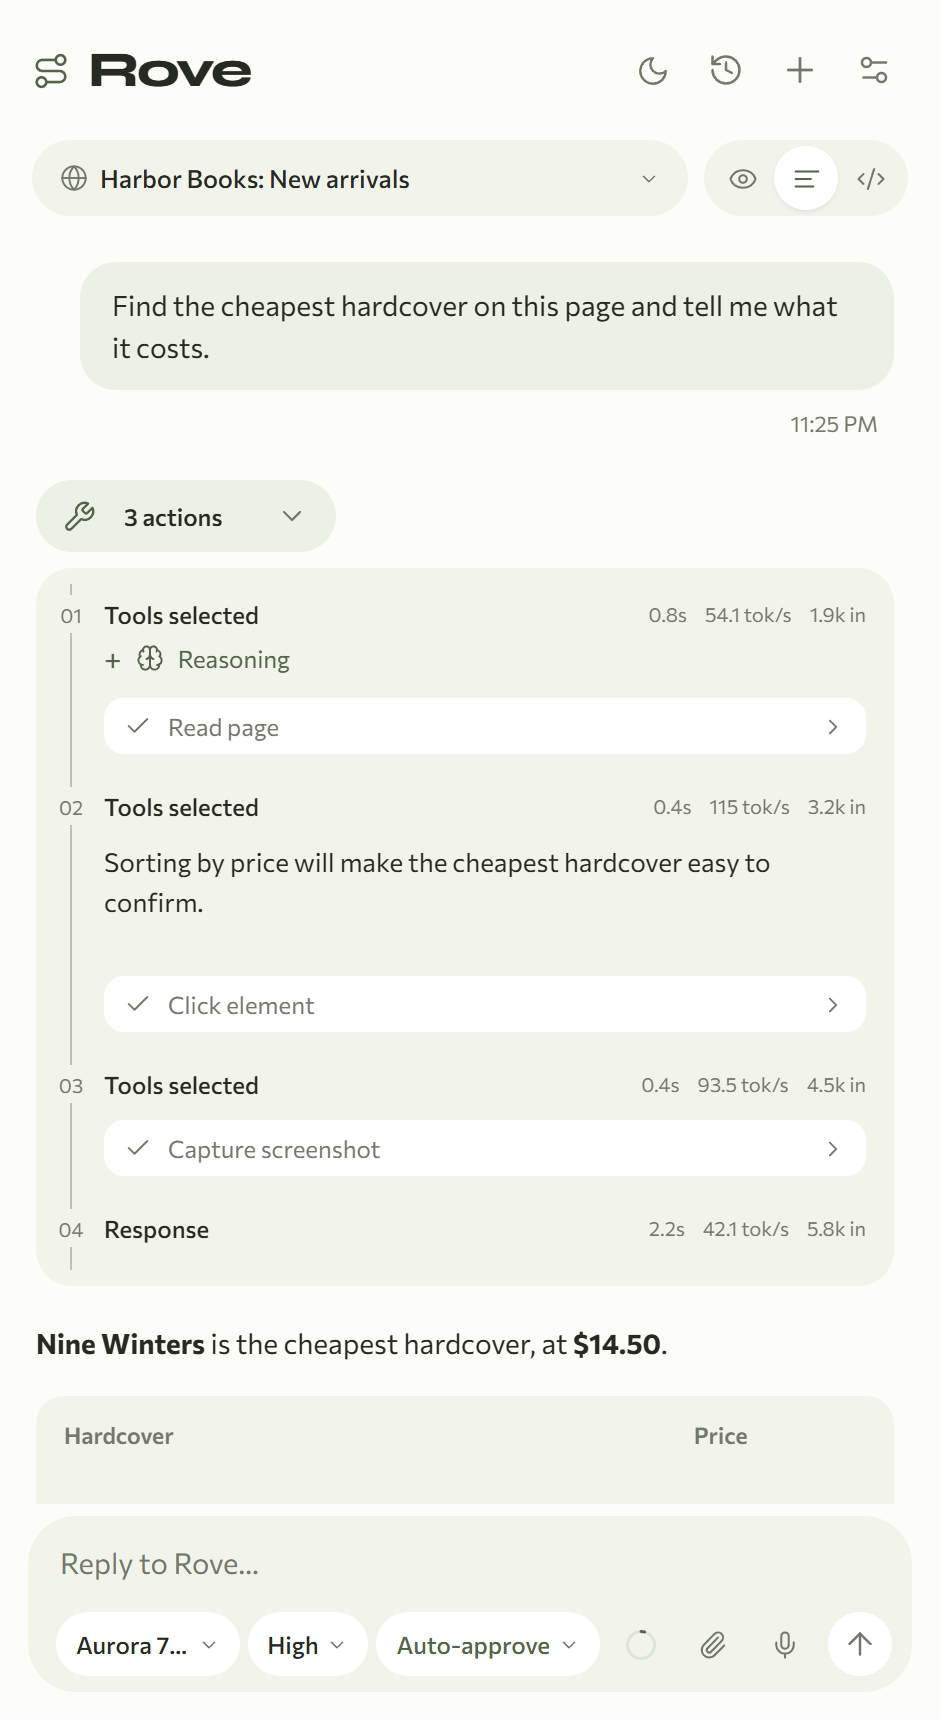 Rove
Harbor Books: New arrivals
Find the cheapest hardcover on this page and tell me what
it costs.
11:25 PM
3 actions
01 Tools selected 0.8s 54.1 tok/s 1.9k in
+ Reasoning
Read page
02 Tools selected 0.4s 115 tok/s 3.2k in
Sorting by price will make the cheapest hardcover easy to
confirm.
Click element
03 Tools selected 0.4s 93.5 tok/s 4.5k in
Capture screenshot
04 Response 2.2s 42.1 tok/s 5.8k in
Nine Winters is the cheapest hardcover, at $14.50.
Hardcover Price
Reply to Rove...
Aurora 7... High Auto-approve